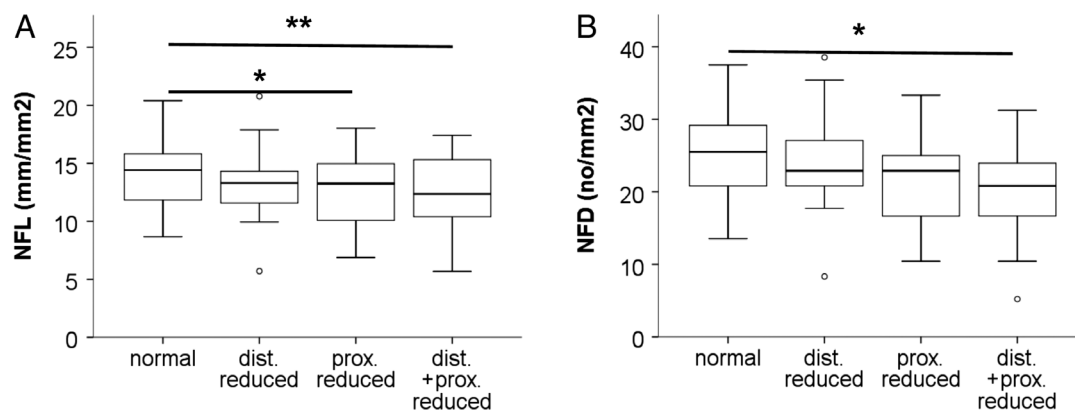 A
NFL (mm/mm2)
25
20
15
10
5
0
**
*
normal
dist.
reduced
prox.
reduced
dist.
+prox.
reduced
B
NFD (no/mm2)
40
30
20
10
0
*
normal
dist.
reduced
prox.
reduced
dist.
+prox.
reduced